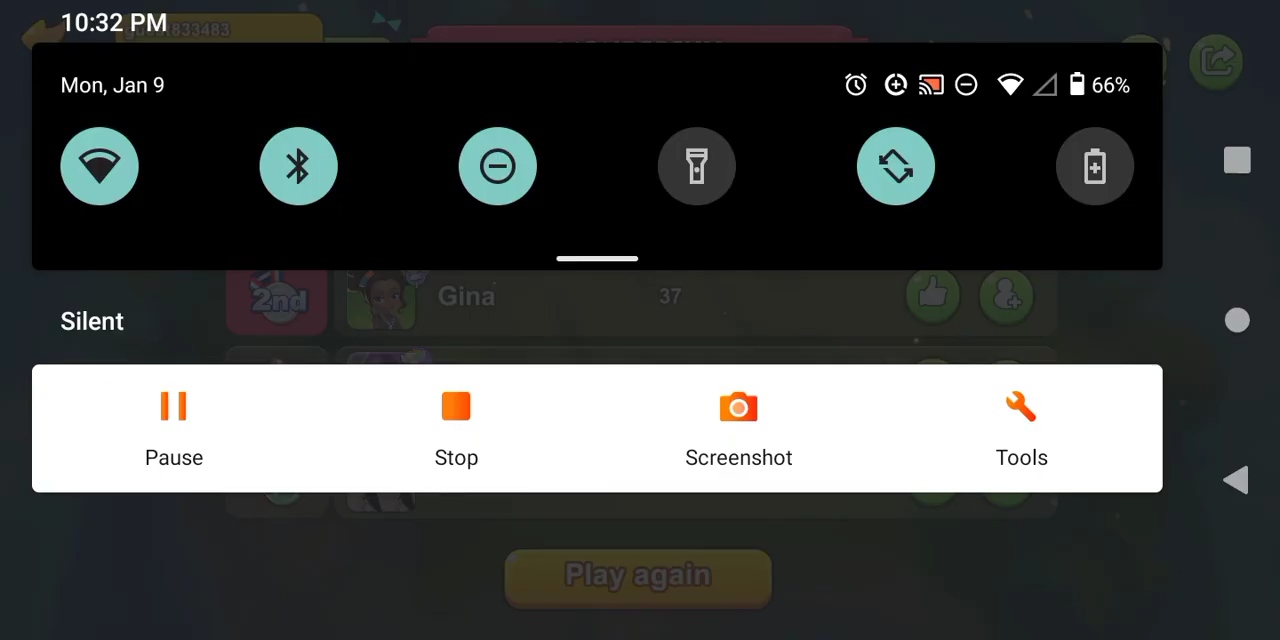 10:32 PM
Mon, Jan 9
66%
2nd
Gina
37
Silent
Pause
Stop
Screenshot
Tools
Play again